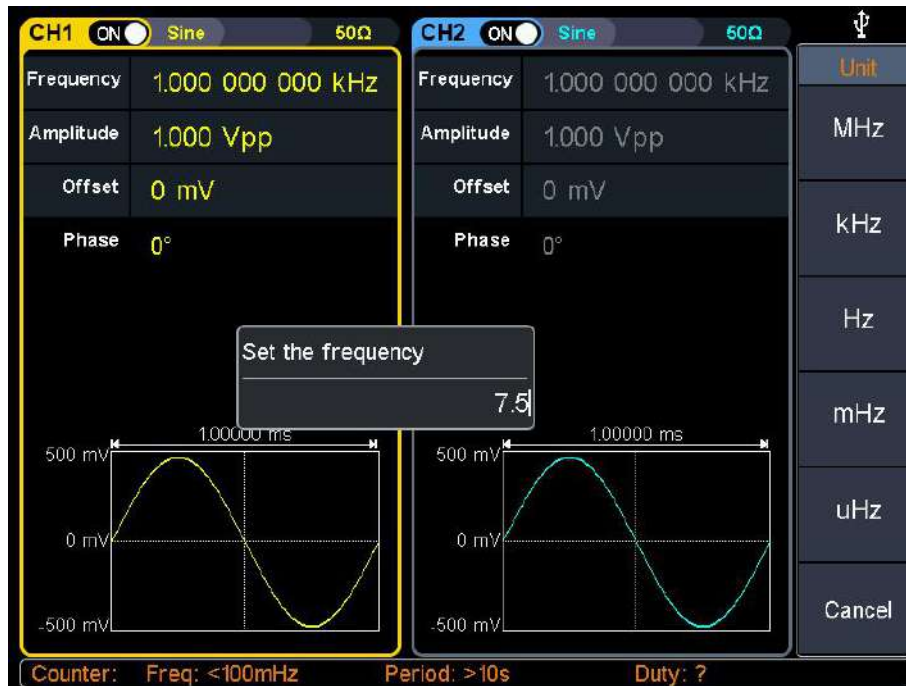 CH1 ON Sine 50Ω
Frequency 1.000 000 000 kHz
Amplitude 1.000 Vpp
Offset 0 mV
Phase 0°
CH2 ON Sine 50Ω
Frequency 1.000 000 000 kHz
Amplitude 1.000 Vpp
Offset 0 mV
Phase 0°
Set the frequency
7.5
1.00000 ms
500 mV
0 mV
-500 mV
1.00000 ms
500 mV
0 mV
-500 mV
Unit
MHz
kHz
Hz
mHz
uHz
Cancel
Counter: Freq: <100mHz Period: >10s Duty: ?